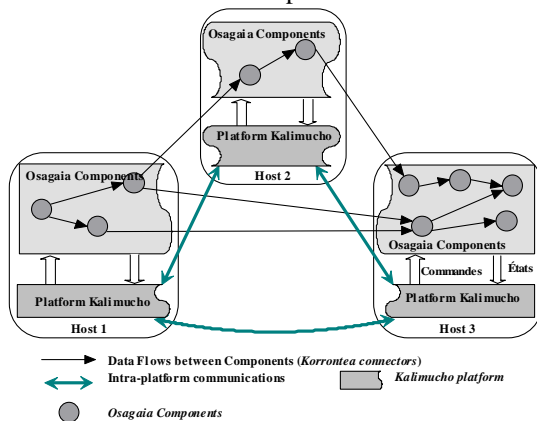 Osagaia Components
Platform Kalimucho
Host 2
Osagaia Components
Platform Kalimucho
Host 1
Osagaia Components
Commandes
États
Platform Kalimucho
Host 3
Data Flows between Components (Korrontea connectors)
Intra-platform communications
Kalimucho platform
Osagaia Components